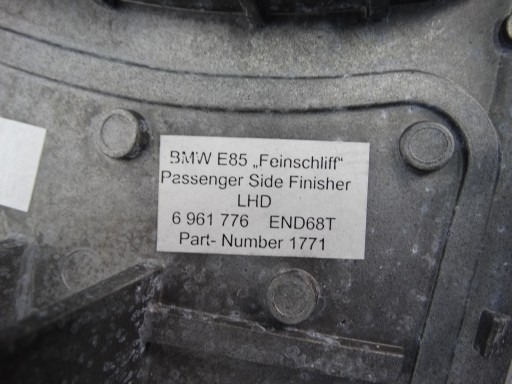 BMW E85 „Feinschliff“
Passenger Side Finisher
LHD
6 961 776 END68T
Part- Number 1771